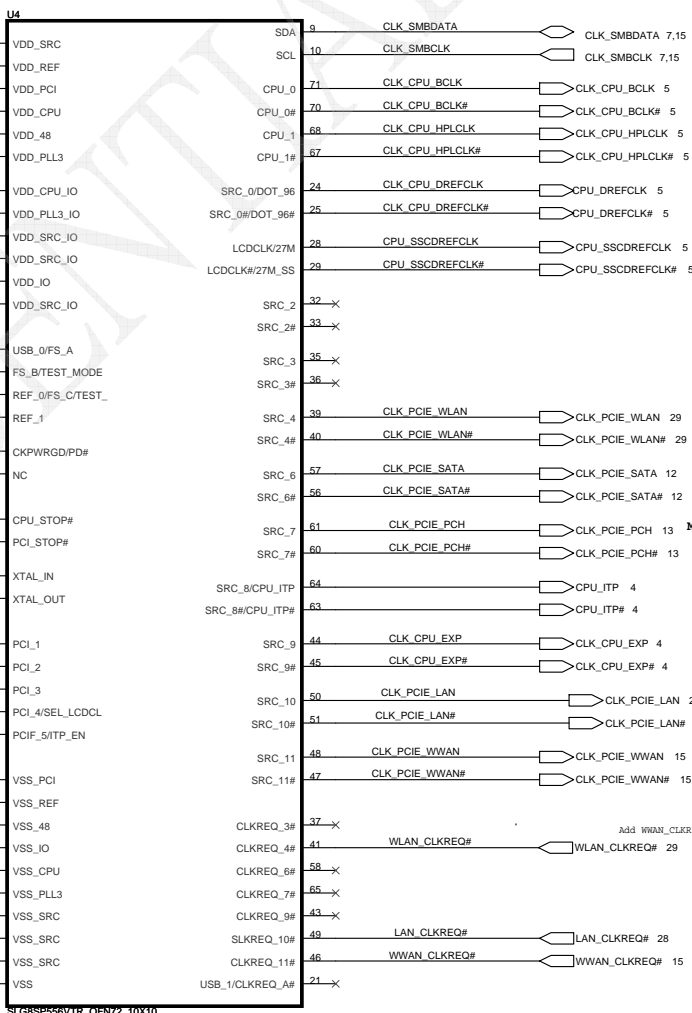 U4
VDD_SRC
VDD_REF
VDD_PCI
VDD_CPU
VDD_48
VDD_PLL3
VDD_CPU_IO
VDD_PLL3_IO
VDD_SRC_IO
VDD_SRC_IO
VDD_IO
VDD_SRC_IO
USB_0/FS_A
FS_B/TEST_MODE
REF_0/FS_C/TEST_
REF_1
CKPWRGD/PD#
NC
CPU_STOP#
PCI_STOP#
XTAL_IN
XTAL_OUT
PCI_1
PCI_2
PCI_3
PCI_4/SEL_LCDCL
PCIF_5/ITP_EN
VSS_PCI
VSS_REF
VSS_48
VSS_IO
VSS_CPU
VSS_PLL3
VSS_SRC
VSS_SRC
VSS_SRC
VSS
SDA 9 CLK_SMBDATA CLK_SMBDATA 7,15
SCL 10 CLK_SMBCLK CLK_SMBCLK 7,15
CPU_0 71 CLK_CPU_BCLK CLK_CPU_BCLK 5
CPU_0# 70 CLK_CPU_BCLK# CLK_CPU_BCLK# 5
CPU_1 68 CLK_CPU_HPLCLK CLK_CPU_HPLCLK 5
CPU_1# 67 CLK_CPU_HPLCLK# CLK_CPU_HPLCLK# 5
SRC_0/DOT_96 24 CLK_CPU_DREFCLK CPU_DREFCLK 5
SRC_0#/DOT_96# 25 CLK_CPU_DREFCLK# CPU_DREFCLK# 5
LCDCLK/27M 28 CPU_SSCDREFCLK CPU_SSCDREFCLK 5
LCDCLK#/27M_SS 29 CPU_SSCDREFCLK# CPU_SSCDREFCLK# 5
SRC_2 32
SRC_2# 33
SRC_3 35
SRC_3# 36
SRC_4 39 CLK_PCIE_WLAN CLK_PCIE_WLAN 29
SRC_4# 40 CLK_PCIE_WLAN# CLK_PCIE_WLAN# 29
SRC_6 57 CLK_PCIE_SATA CLK_PCIE_SATA 12
SRC_6# 56 CLK_PCIE_SATA# CLK_PCIE_SATA# 12
SRC_7 61 CLK_PCIE_PCH CLK_PCIE_PCH 13
SRC_7# 60 CLK_PCIE_PCH# CLK_PCIE_PCH# 13
SRC_8/CPU_ITP 64 CPU_ITP 4
SRC_8#/CPU_ITP# 63 CPU_ITP# 4
SRC_9 44 CLK_CPU_EXP CLK_CPU_EXP 4
SRC_9# 45 CLK_CPU_EXP# CLK_CPU_EXP# 4
SRC_10 50 CLK_PCIE_LAN CLK_PCIE_LAN
SRC_10# 51 CLK_PCIE_LAN# CLK_PCIE_LAN#
SRC_11 48 CLK_PCIE_WWAN CLK_PCIE_WWAN 15
SRC_11# 47 CLK_PCIE_WWAN# CLK_PCIE_WWAN# 15
CLKREQ_3# 37
Add WWAN_CLKR
CLKREQ_4# 41 WLAN_CLKREQ# WLAN_CLKREQ# 29
CLKREQ_6# 58
CLKREQ_7# 65
CLKREQ_9# 43
SLKREQ_10# 49 LAN_CLKREQ# LAN_CLKREQ# 28
CLKREQ_11# 46 WWAN_CLKREQ# WWAN_CLKREQ# 15
USB_1/CLKREQ_A# 21
SLG8SP556VTR_QFN72_10X10
ENTIA